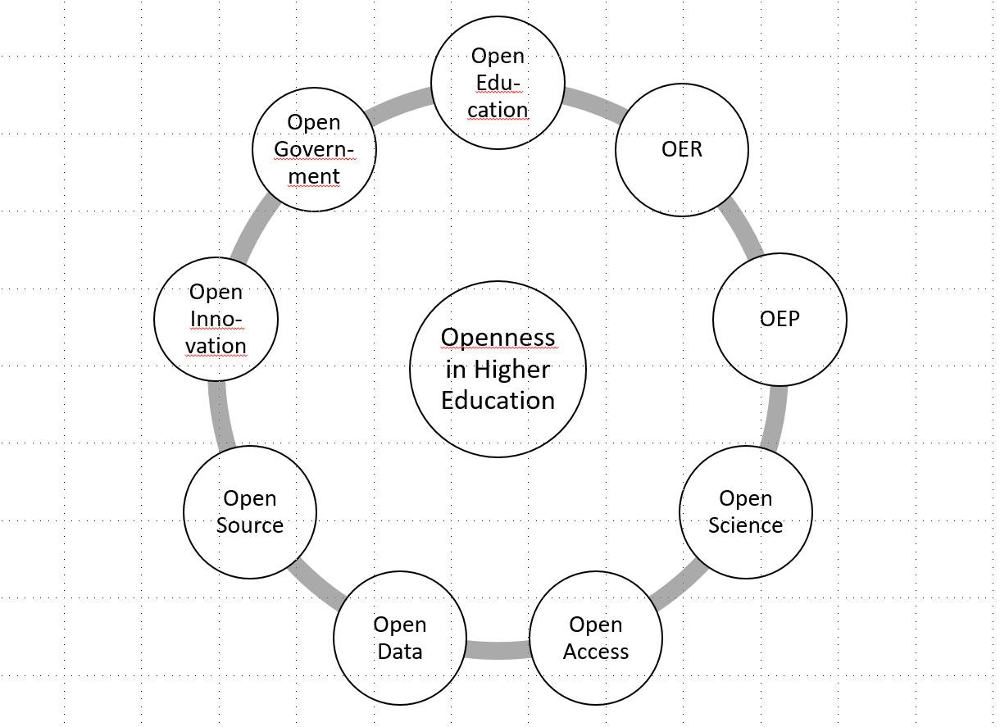 Open
Edu-
cation
OER
OEP
Open
Science
Open
Access
Open
Data
Open
Source
Open
Inno-
vation
Open
Govern-
ment
Openness
in Higher
Education